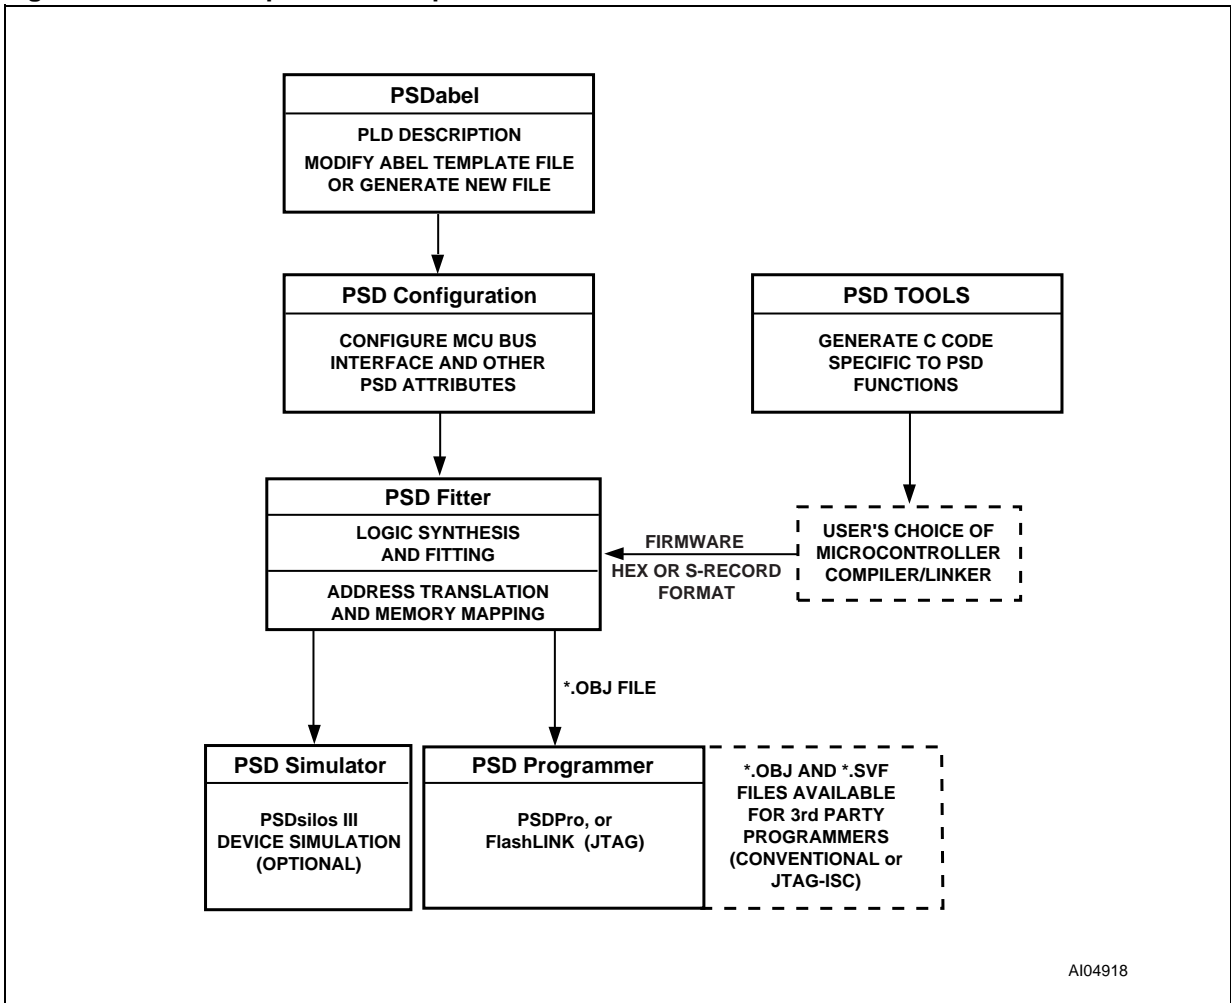 PSDabel
PLD DESCRIPTION
MODIFY ABEL TEMPLATE FILE
OR GENERATE NEW FILE
PSD Configuration
CONFIGURE MCU BUS
INTERFACE AND OTHER
PSD ATTRIBUTES
PSD TOOLS
GENERATE C CODE
SPECIFIC TO PSD
FUNCTIONS
PSD Fitter
LOGIC SYNTHESIS
AND FITTING
ADDRESS TRANSLATION
AND MEMORY MAPPING
FIRMWARE
HEX OR S-RECORD
FORMAT
USER'S CHOICE OF
MICROCONTROLLER
COMPILER/LINKER
*.OBJ FILE
PSD Simulator
PSDsilos III
DEVICE SIMULATION
(OPTIONAL)
PSD Programmer
PSDPro, or
FlashLINK (JTAG)
*.OBJ AND *.SVF
FILES AVAILABLE
FOR 3rd PARTY
PROGRAMMERS
(CONVENTIONAL or
JTAG-ISC)
AI04918